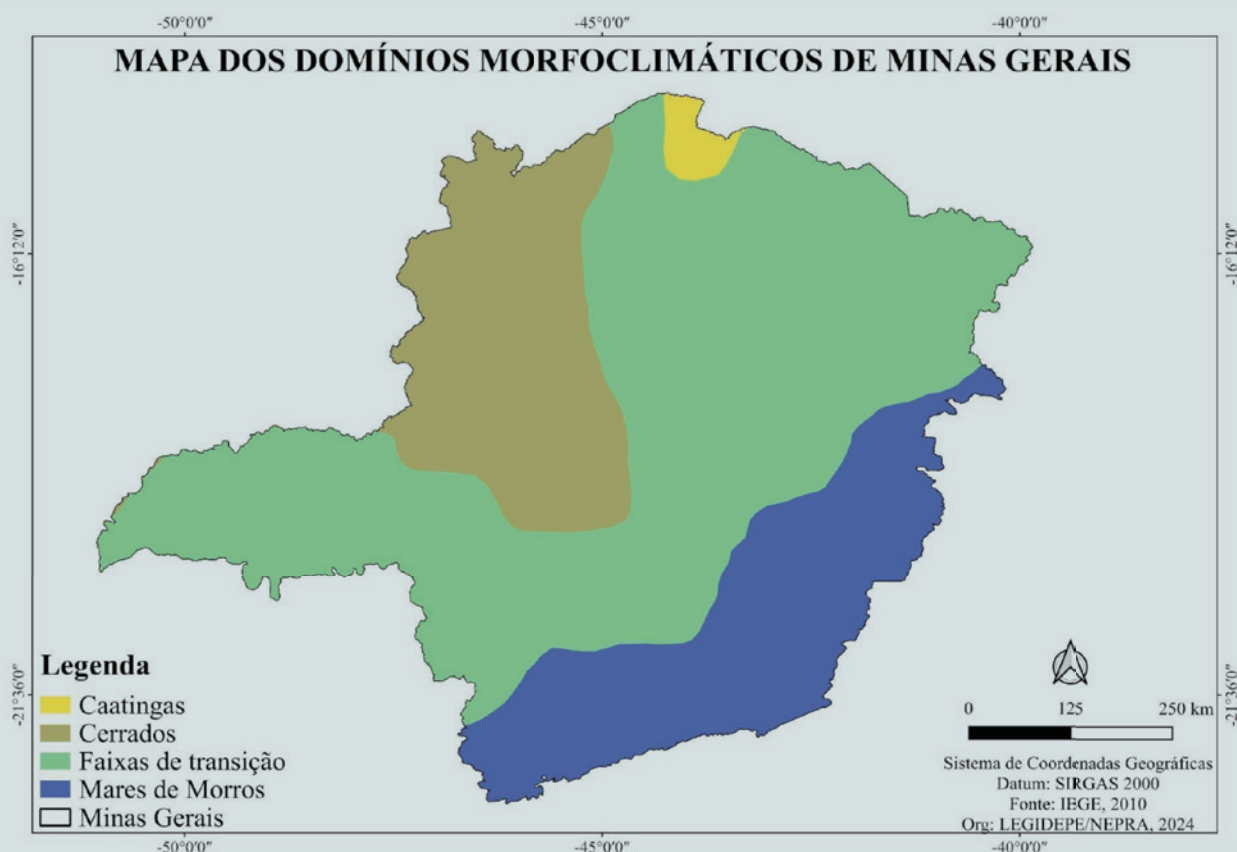 -50°0'0"
-45°0'0"
-40°0'0"
MAPA DOS DOMÍNIOS MORFOCLIMÁTICOS DE MINAS GERAIS
-16°12'0"
-16°12'0"
-21°36'0"
-21°36'0"
Legenda
Caatingas
Cerrados
Faixas de transição
Mares de Morros
Minas Gerais
0 125 250 km
Sistema de Coordenadas Geográficas
Datum: SIRGAS 2000
Fonte: IEGE, 2010
Org: LEGIDEPE/NEPRA, 2024
-50°0'0"
-45°0'0"
-40°0'0"